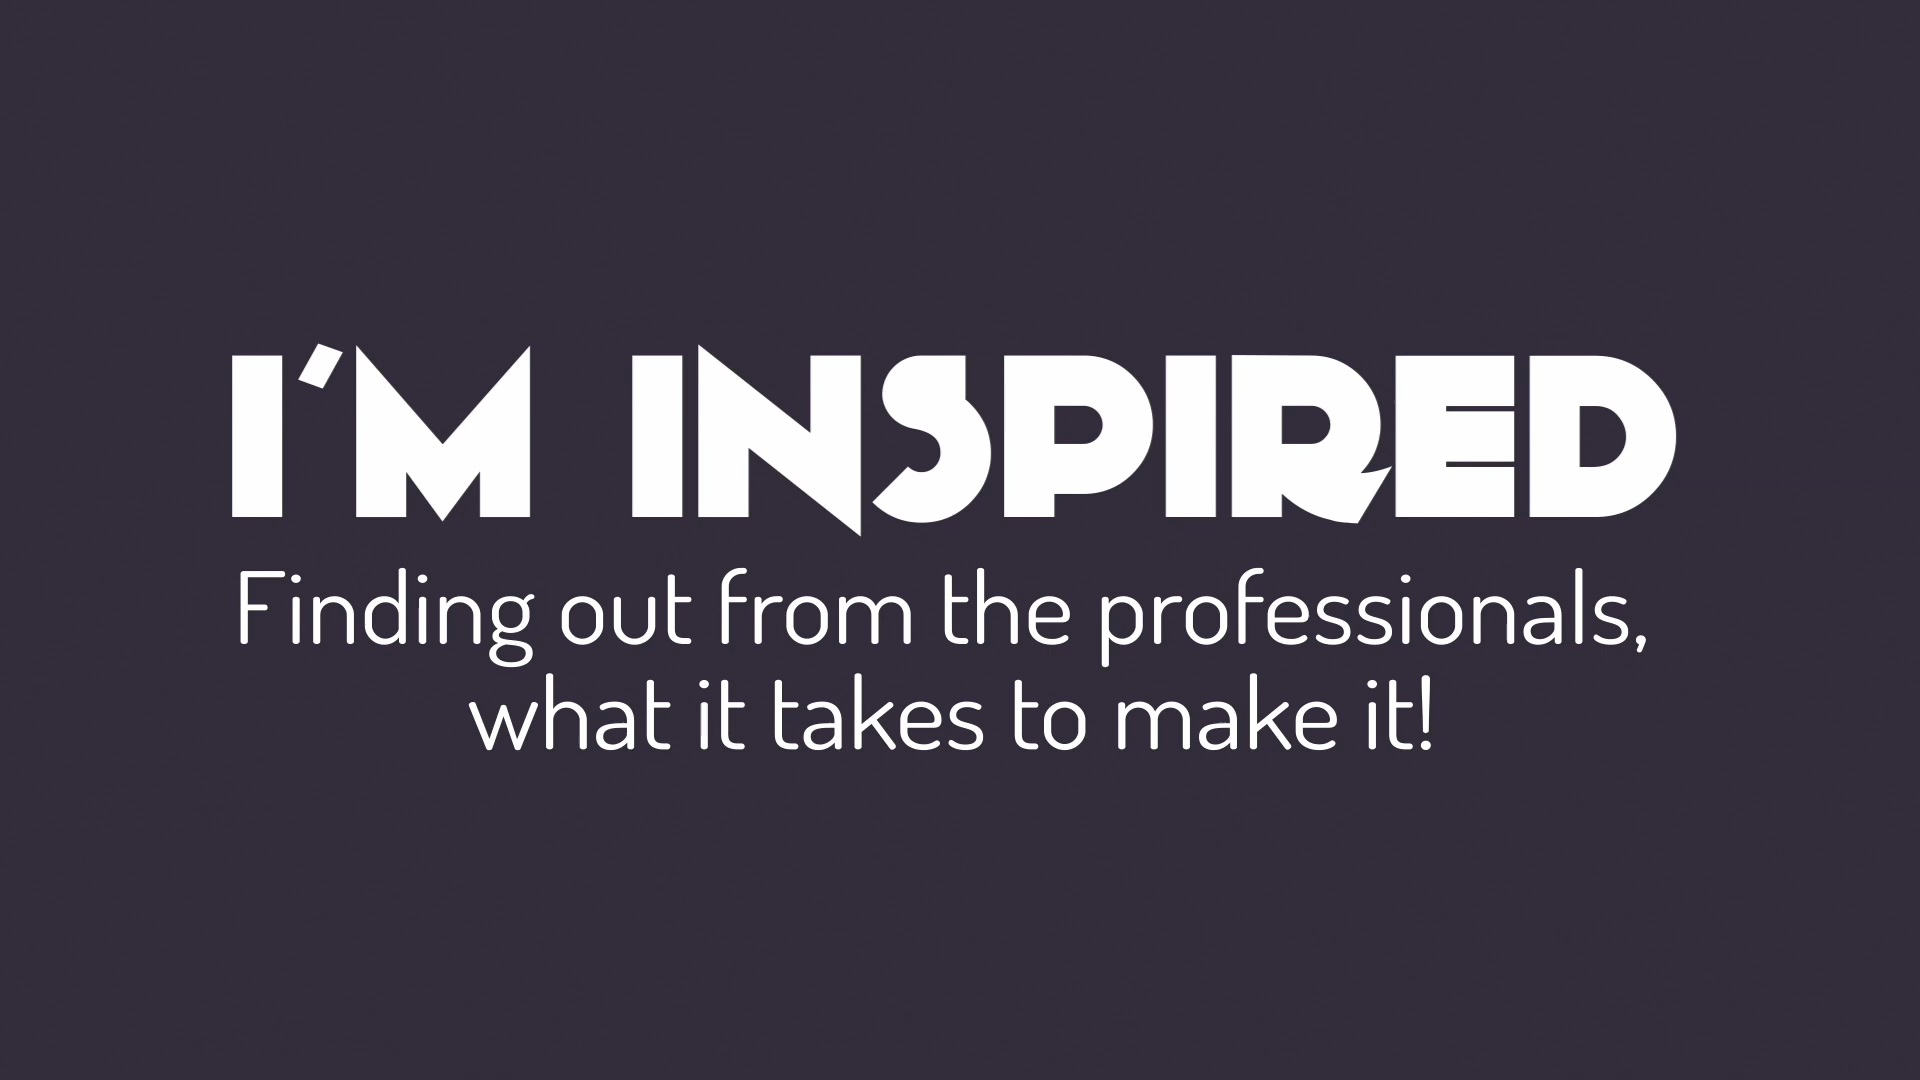 I'M INSPIRED
Finding out from the professionals,
what it takes to make it!